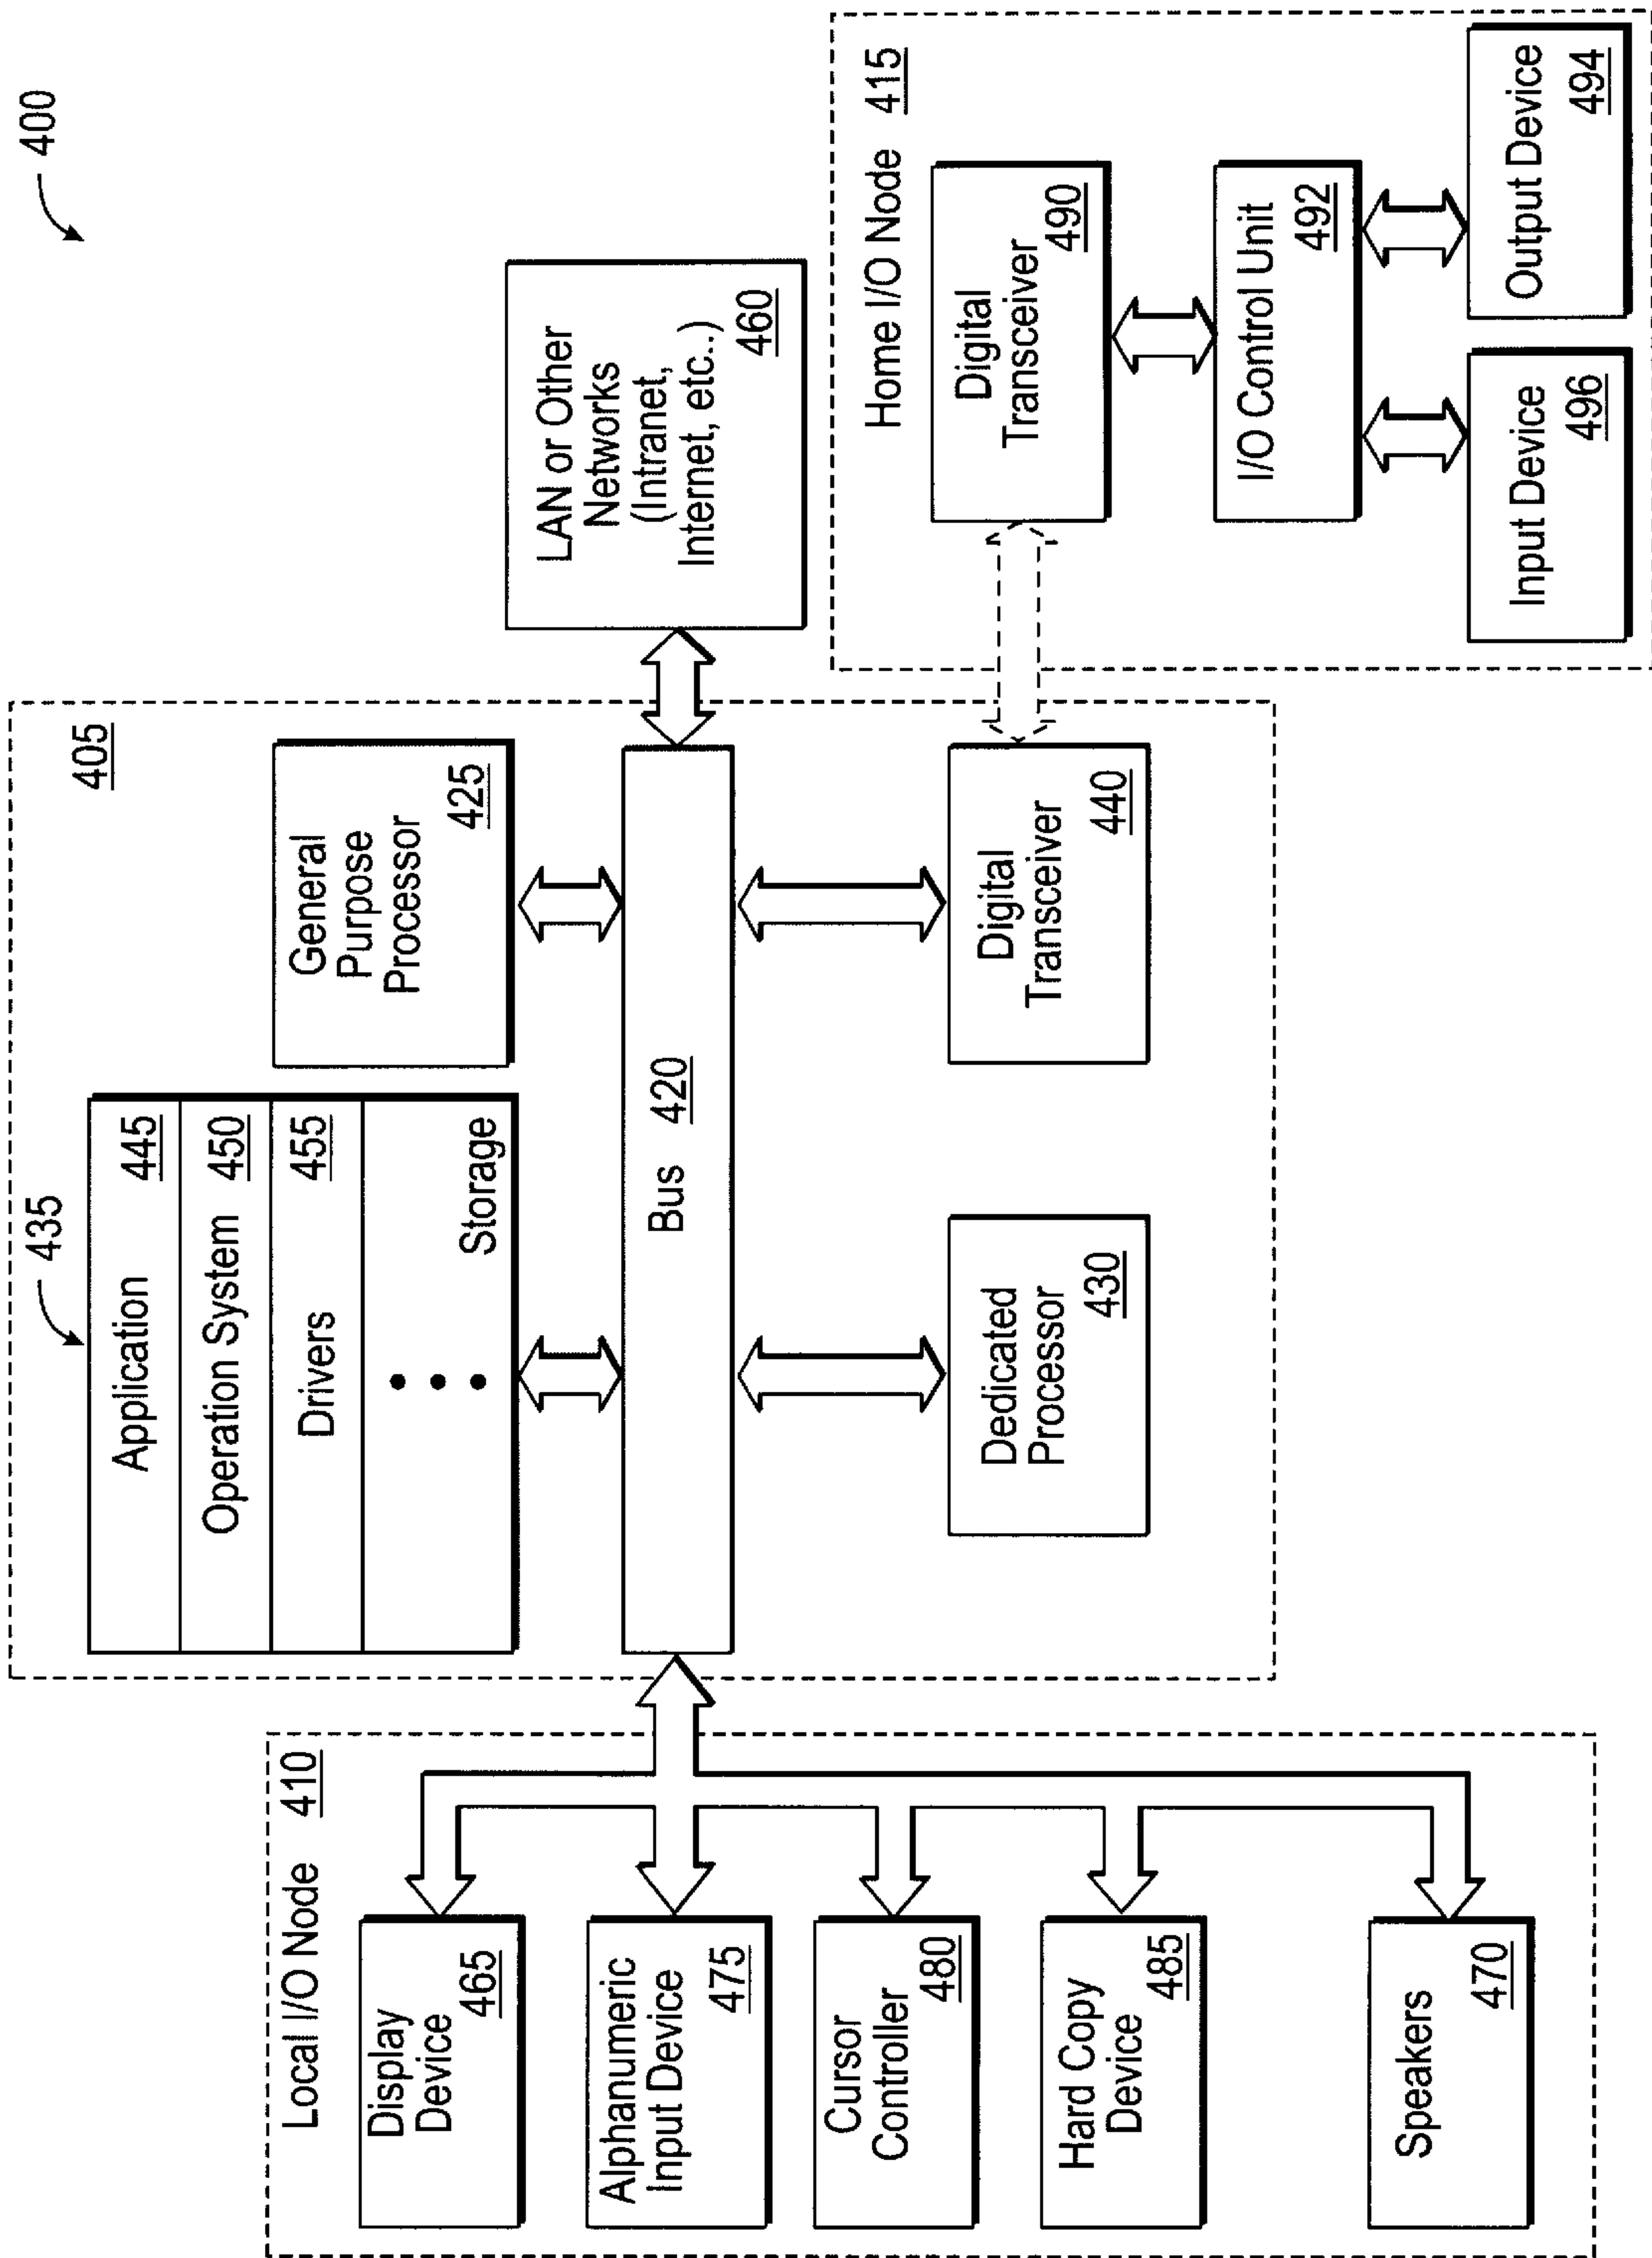 400
435
405
Application 445
Operation System 450
Drivers 455
Storage
General
Purpose
Processor
425
Bus 420
Dedicated
Processor
430
Digital
Transceiver
440
LAN or Other
Networks
(Intranet,
Internet, etc..)
460
Local I/O Node 410
Display
Device
465
Alphanumeric
Input Device
475
Cursor
Controller
480
Hard Copy
Device
485
Speakers
470
Home I/O Node 415
Digital
Transceiver
490
I/O Control Unit
492
Input Device
496
Output Device
494